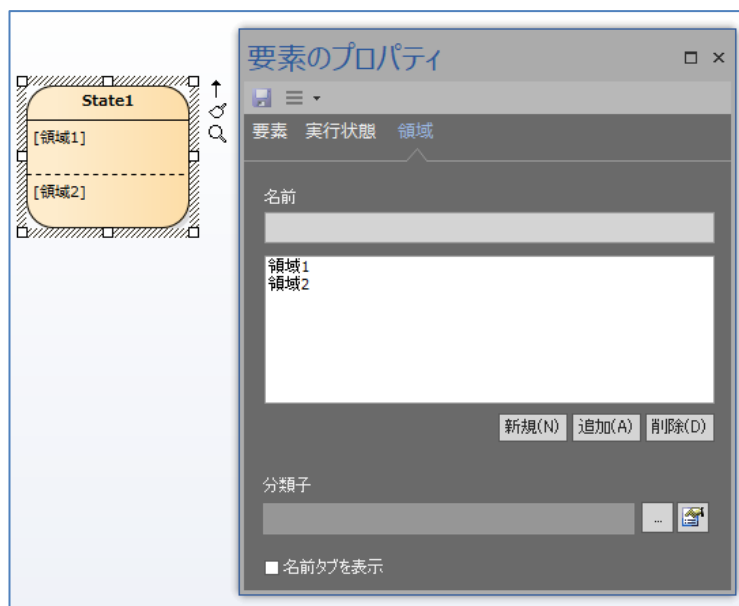 State1
[領域1]
[領域2]
要素のプロパティ
要素 実行状態 領域
名前
領域1
領域2
新規(N) 追加(A) 削除(D)
分類子
...
名前タブを表示